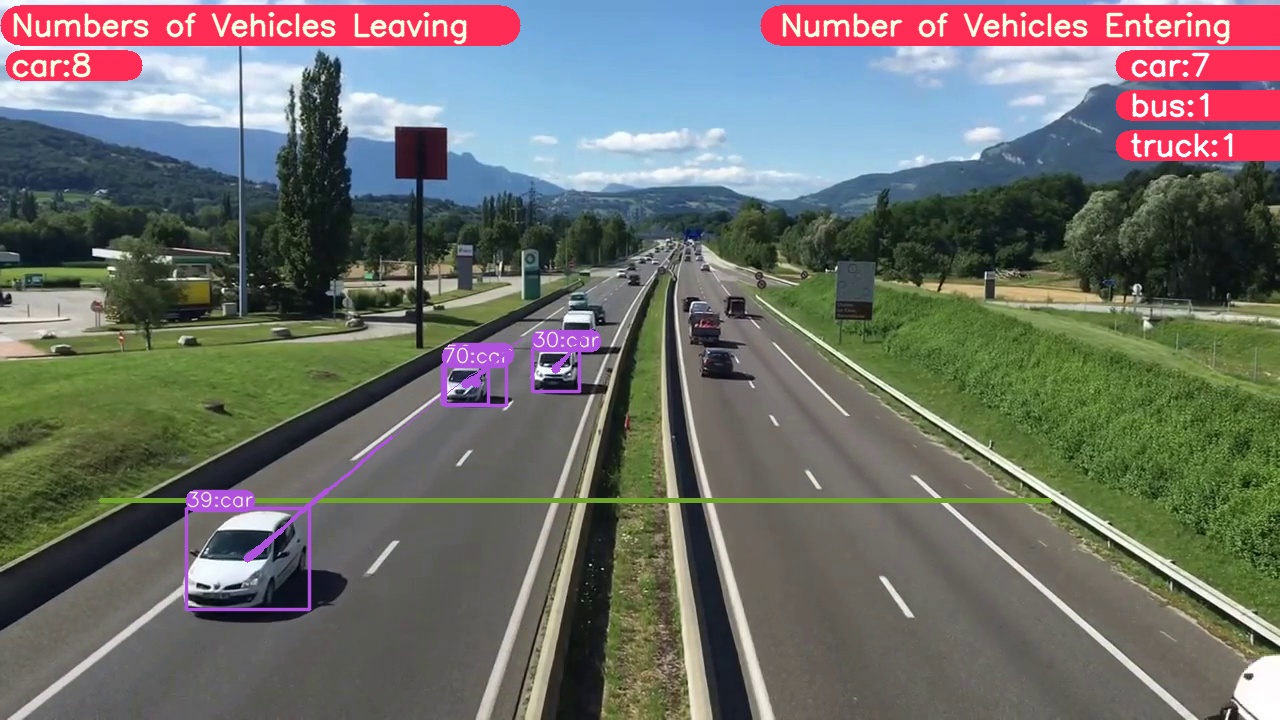 Numbers of Vehicles Leaving
Number of Vehicles Entering
car:8
car:7
bus:1
truck:1
30:car
70:car
39:car